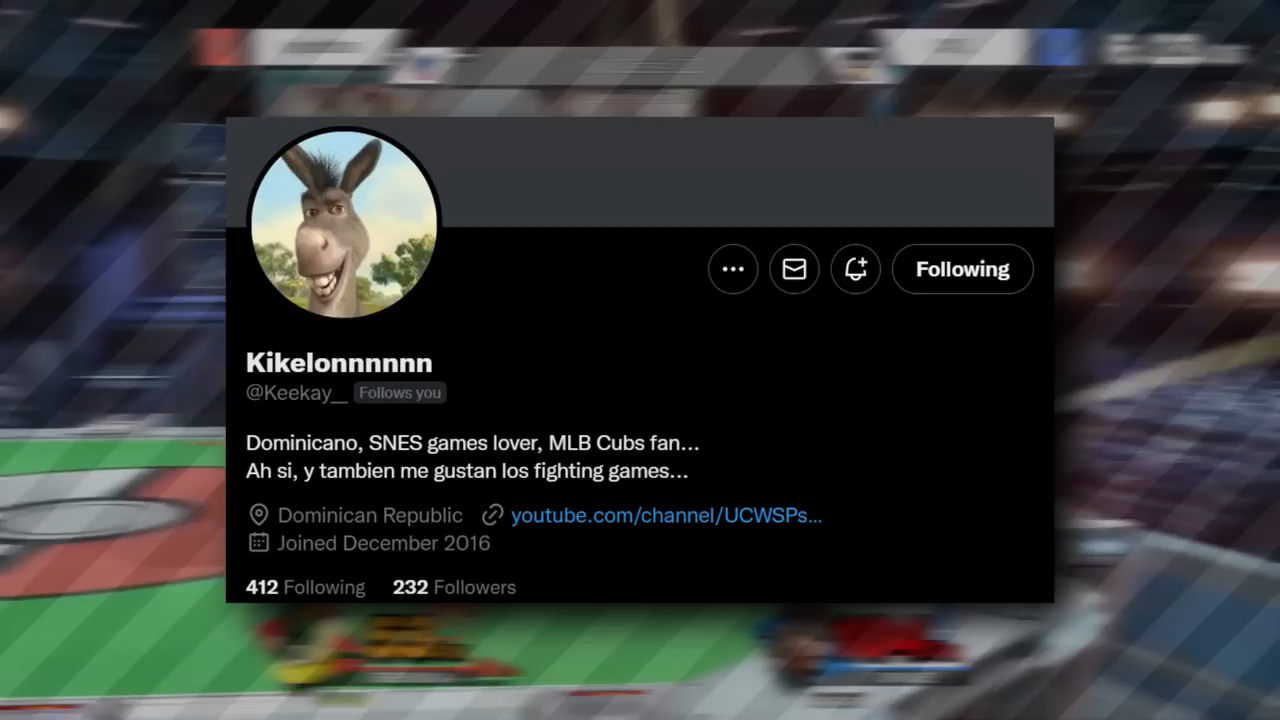 Following
Kikelonnnnnn
@Keekay__ Follows you
Dominicano, SNES games lover, MLB Cubs fan...
Ah si, y tambien me gustan los fighting games...
Dominican Republic youtube.com/channel/UCWSPs...
Joined December 2016
412 Following 232 Followers